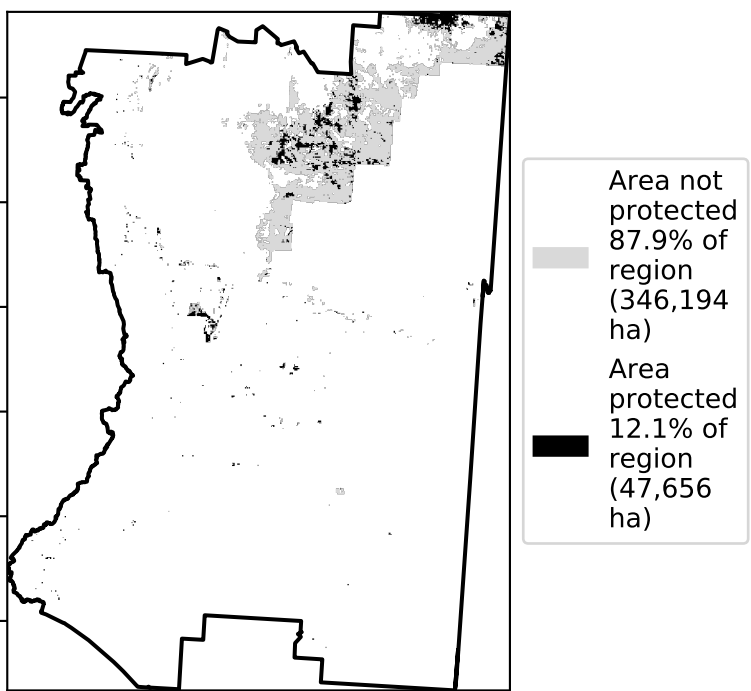 Area not
protected
87.9% of
region
(346,194
ha)
Area
protected
12.1% of
region
(47,656
ha)